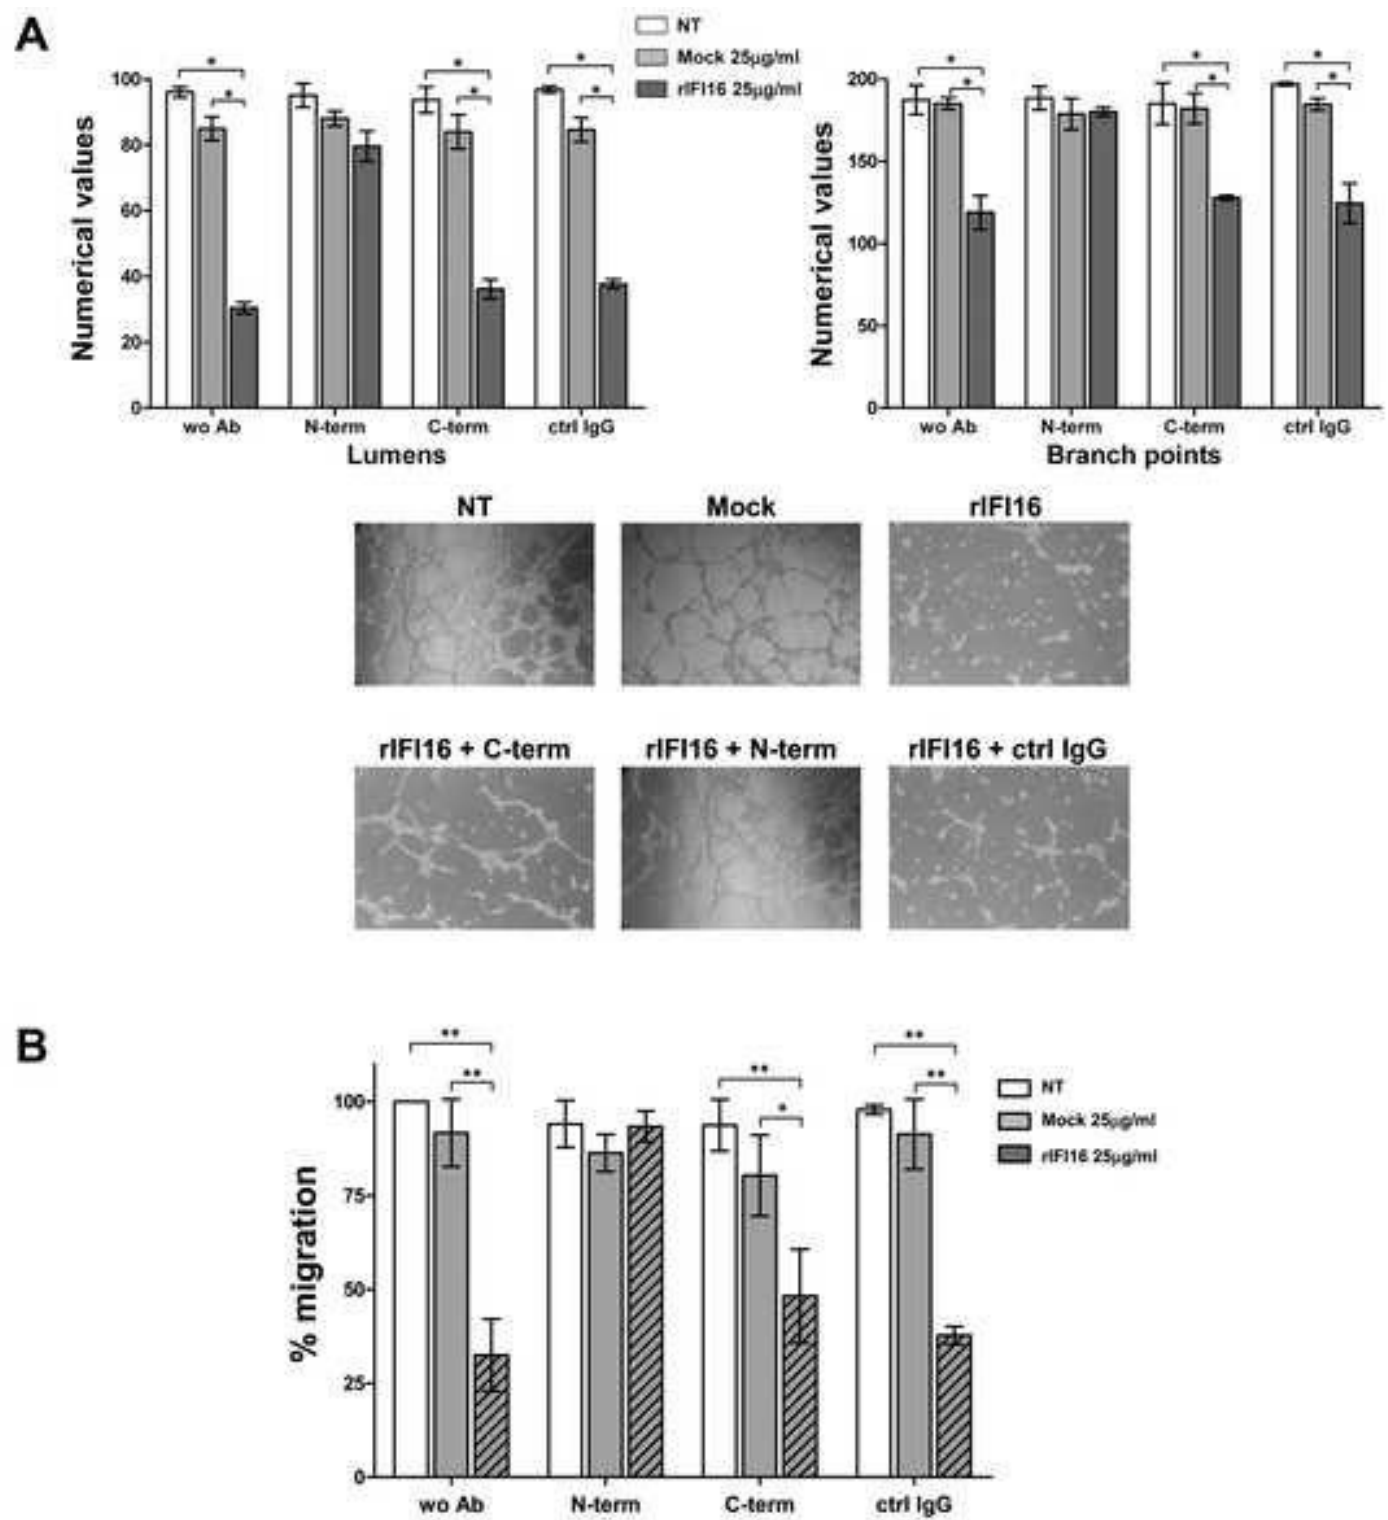 A
NT
Mock 25µg/ml
rIFI16 25µg/ml
* * * * * *
100
80
60
40
20
0
Numerical values
wo Ab N-term C-term ctrl IgG
Lumens
* * * * * *
200
150
100
50
0
Numerical values
wo Ab N-term C-term ctrl IgG
Branch points
NT Mock rIFI16
rIFI16 + C-term rIFI16 + N-term rIFI16 + ctrl IgG
B
** ** ** * ** **
NT
Mock 25µg/ml
rIFI16 25µg/ml
100
75
50
25
0
% migration
wo Ab N-term C-term ctrl IgG